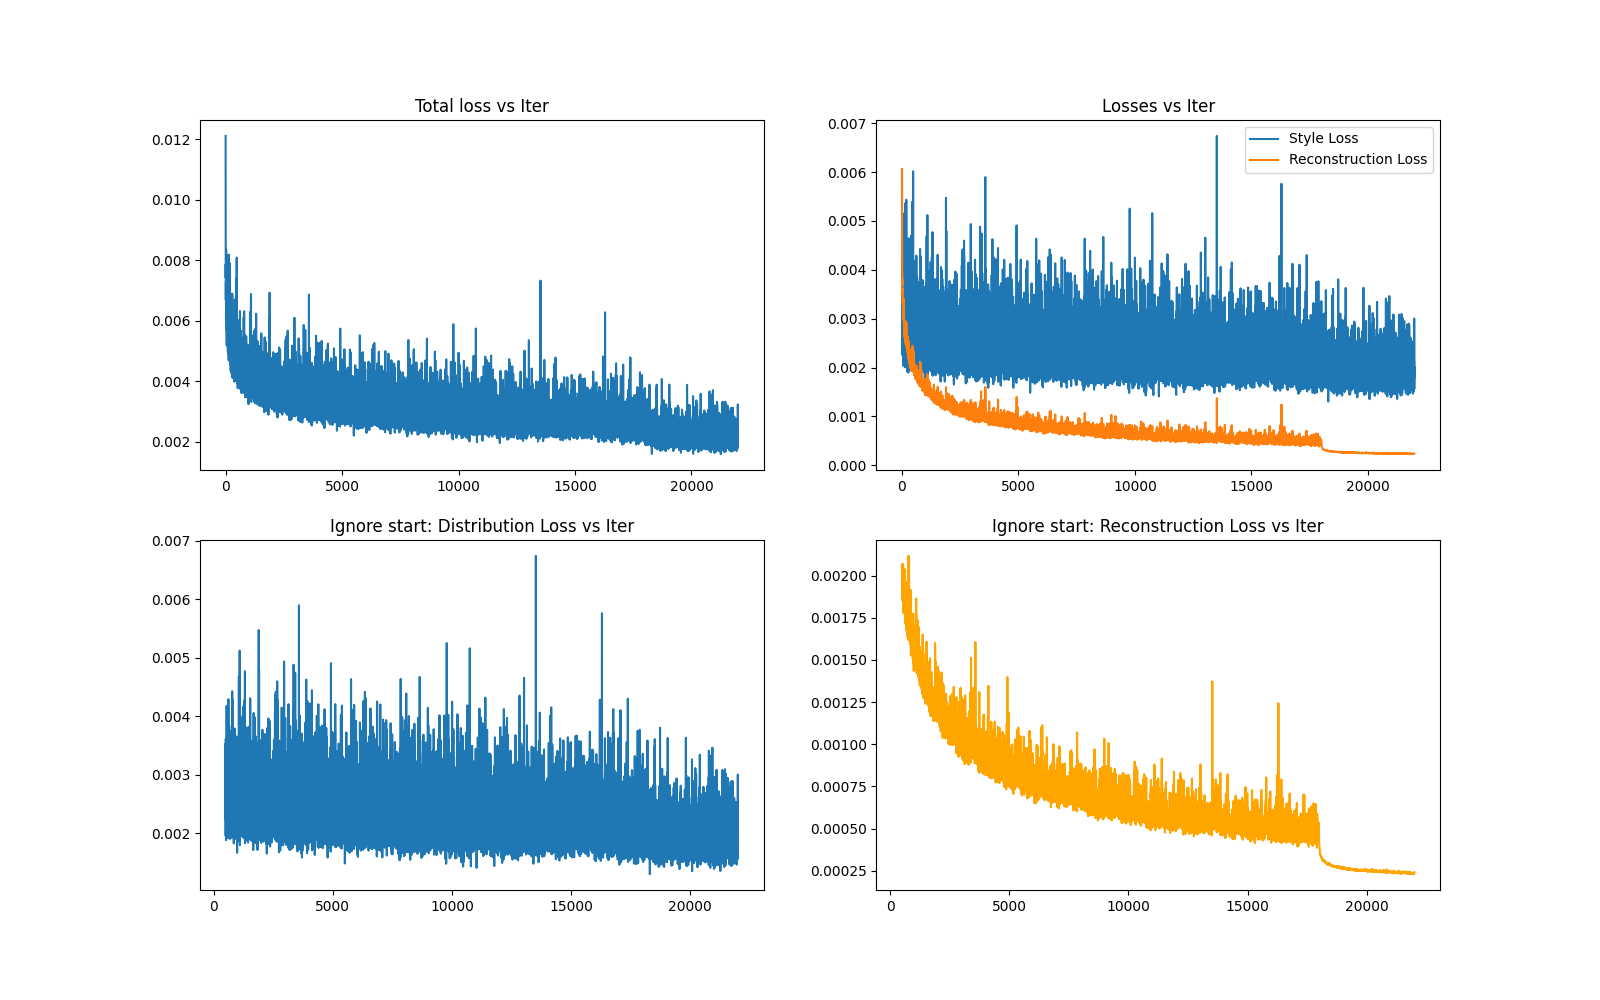 Total loss vs Iter
0.012
0.010
0.008
0.006
0.004
0.002
0 5000 10000 15000 20000
Losses vs Iter
0.007
0.006
0.005
0.004
0.003
0.002
0.001
0.000
Style Loss
Reconstruction Loss
0 5000 10000 15000 20000
Ignore start: Distribution Loss vs Iter
0.007
0.006
0.005
0.004
0.003
0.002
0 5000 10000 15000 20000
Ignore start: Reconstruction Loss vs Iter
0.00200
0.00175
0.00150
0.00125
0.00100
0.00075
0.00050
0.00025
0 5000 10000 15000 20000